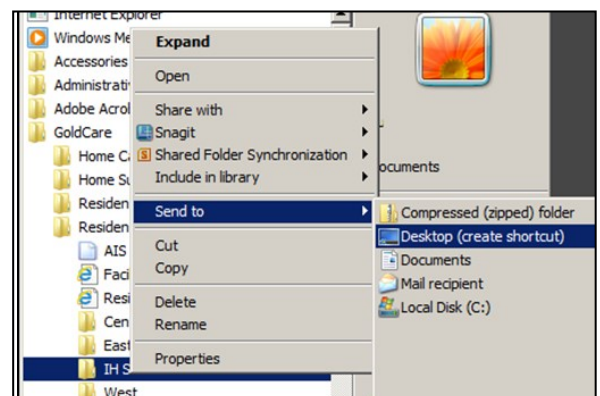 Internet Explorer
Windows Me
Accessories
Administrati
Adobe Acrol
GoldCare
Home Ca
Home Su
Residen
Residen
AIS
Faci
Resi
Cen
East
IH S
West
Expand
Open
Share with
Snagit
Shared Folder Synchronization
Include in library
Send to
Cut
Copy
Delete
Rename
Properties
ocuments
Compressed (zipped) folder
Desktop (create shortcut)
Documents
Mail recipient
Local Disk (C:)